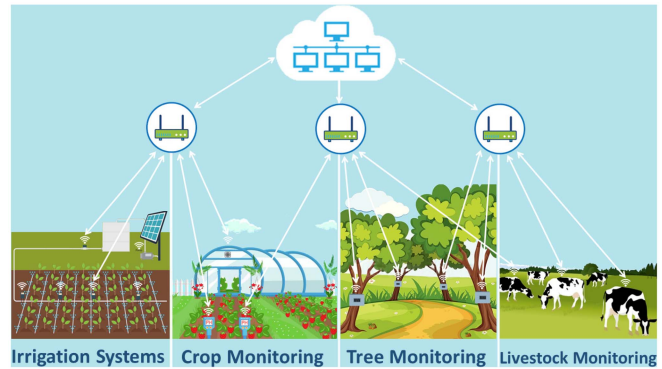 Irrigation Systems
Crop Monitoring
Tree Monitoring
Livestock Monitoring